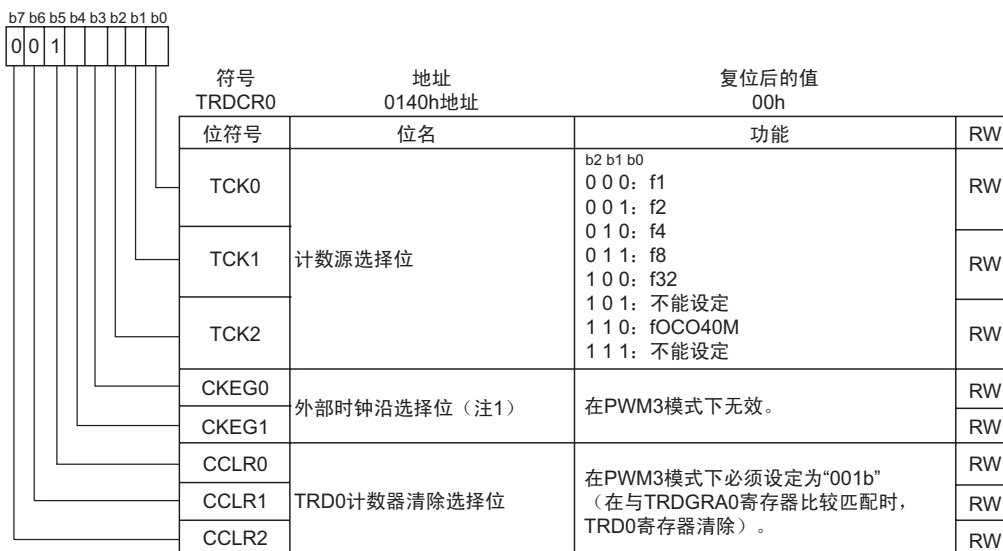 b7 b6 b5 b4 b3 b2 b1 b0
0 0 1
符号 地址 复位后的值
TRDCR0 0140h地址 00h
位符号 位名 功能 RW
TCK0 RW
TCK1 计数源选择位 RW
TCK2 RW
b2 b1 b0
0 0 0：f1
0 0 1：f2
0 1 0：f4
0 1 1：f8
1 0 0：f32
1 0 1：不能设定
1 1 0：fOCO40M
1 1 1：不能设定
CKEG0 RW
外部时钟沿选择位（注1） 在PWM3模式下无效。
CKEG1 RW
CCLR0 RW
CCLR1 TRD0计数器清除选择位 RW
CCLR2 RW
在PWM3模式下必须设定为“001b”
（在与TRDGRA0寄存器比较匹配时，
TRD0寄存器清除）。